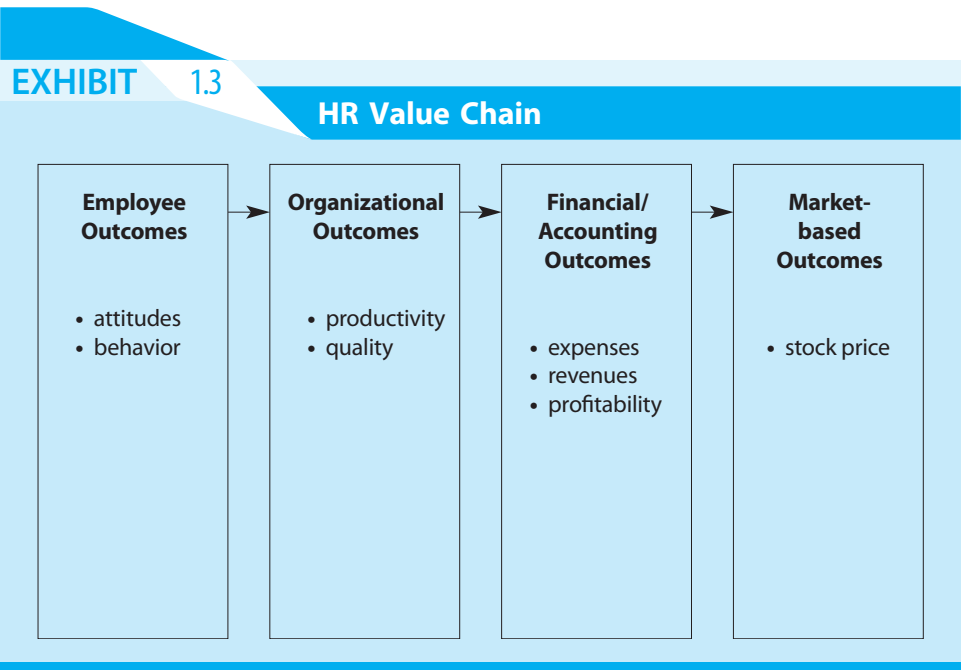 EXHIBIT 1.3
HR Value Chain
Employee
Outcomes
• attitudes
• behavior
Organizational
Outcomes
• productivity
• quality
Financial/
Accounting
Outcomes
• expenses
• revenues
• profitability
Market-
based
Outcomes
• stock price